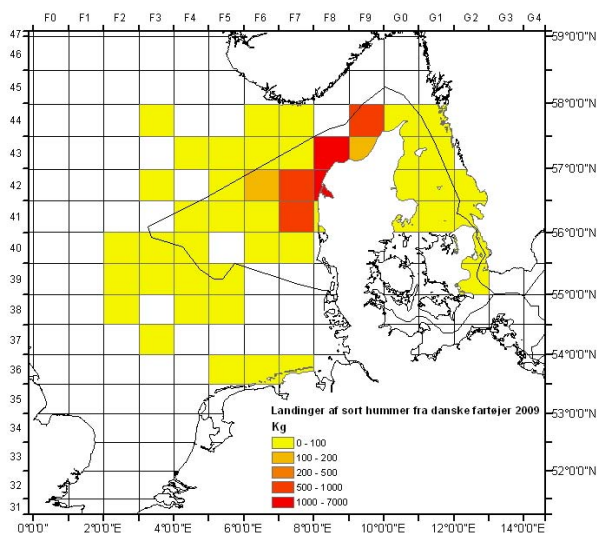 F0 F1 F2 F3 F4 F5 F6 F7 F8 F9 G0 G1 G2 G3 G4
47
59°0'0"N
46
45
58°0'0"N
44
43
57°0'0"N
42
41
56°0'0"N
40
39
55°0'0"N
38
37
54°0'0"N
36
35
53°0'0"N
34
33
52°0'0"N
32
31
Landinger af sort hummer fra danske fartøjer 2009
Kg
0 - 100
100 - 200
200 - 500
500 - 1000
1000 - 7000
0°0'0" 2°0'0"E 4°0'0"E 6°0'0"E 8°0'0"E 10°0'0"E 12°0'0"E 14°0'0"E